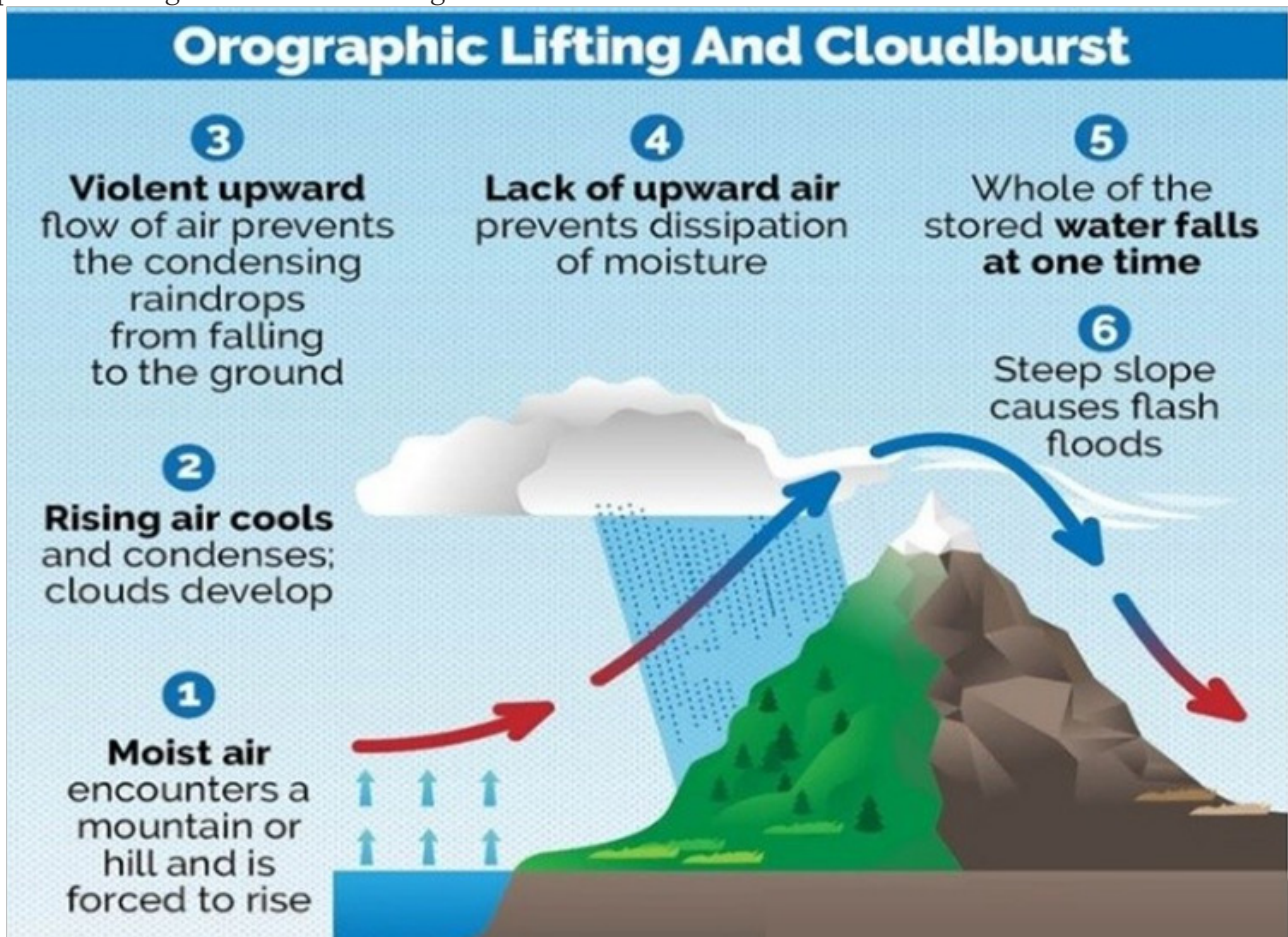 Orographic Lifting And Cloudburst
3
Violent upward
flow of air prevents
the condensing
raindrops
from falling
to the ground
4
Lack of upward air
prevents dissipation
of moisture
5
Whole of the
stored water falls
at one time
6
Steep slope
causes flash
floods
2
Rising air cools
and condenses;
clouds develop
1
Moist air
encounters a
mountain or
hill and is
forced to rise